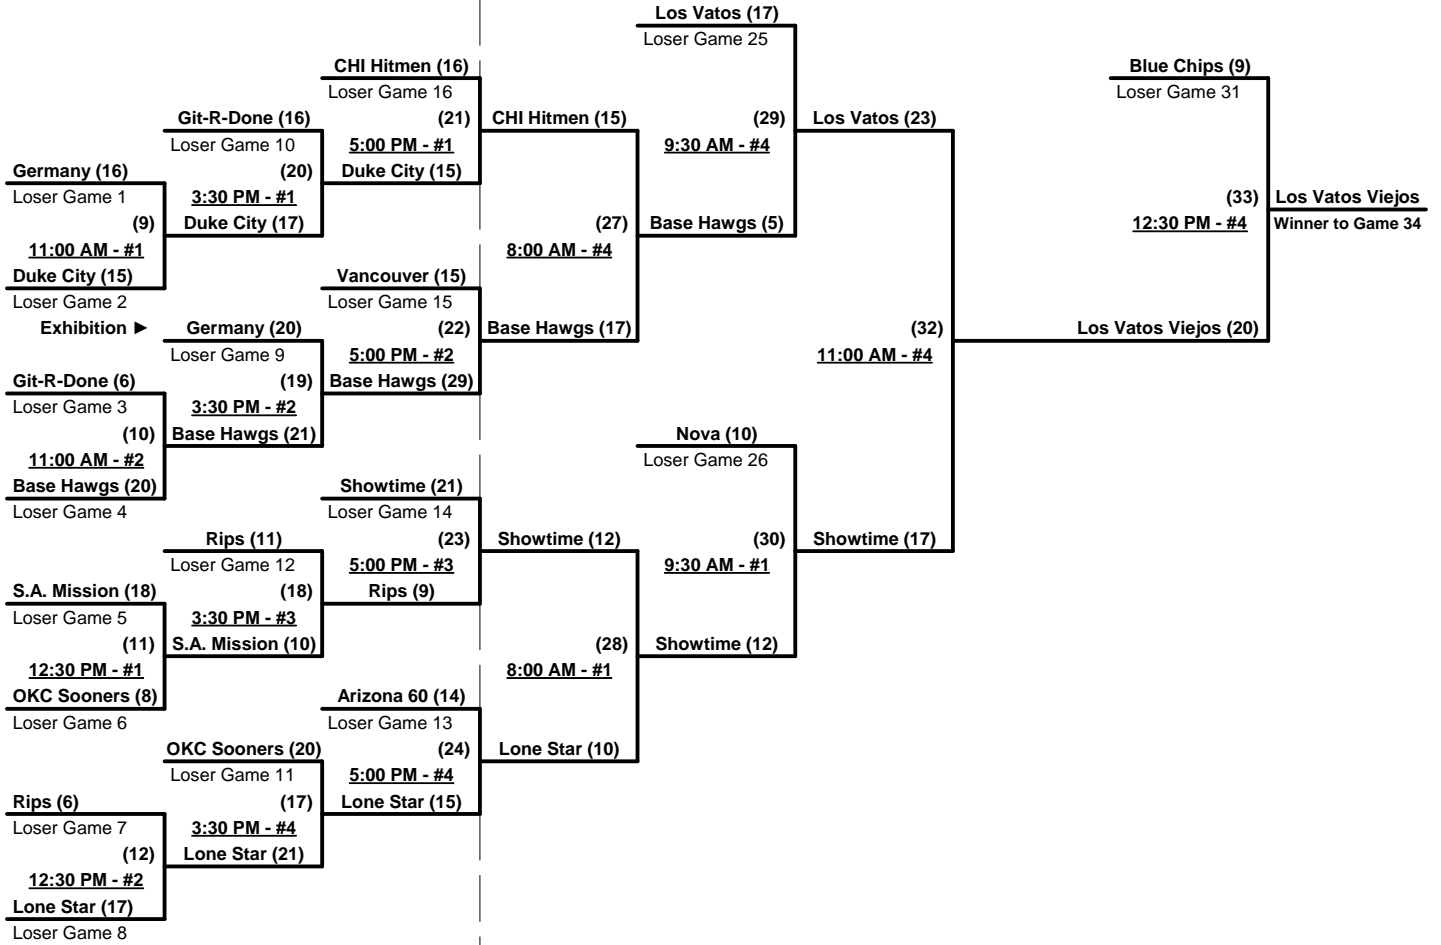 Los Vatos (17)
Loser Game 25
CHI Hitmen (16)
Blue Chips (9)
Loser Game 16
Loser Game 31
Git-R-Done (16)
(21)
CHI Hitmen (15)
(29)
Los Vatos (23)
Loser Game 10
5:00 PM - #1
9:30 AM - #4
Germany (16)
(20)
Duke City (15)
Loser Game 1
3:30 PM - #1
(33)
Los Vatos Viejos
(9)
Duke City (17)
(27)
Base Hawgs (5)
12:30 PM - #4
Winner to Game 34
11:00 AM - #1
8:00 AM - #4
Duke City (15)
Vancouver (15)
Loser Game 2
Loser Game 15
Exhibition ►
Germany (20)
(22)
Base Hawgs (17)
(32)
Los Vatos Viejos (20)
Loser Game 9
5:00 PM - #2
11:00 AM - #4
Git-R-Done (6)
(19)
Base Hawgs (29)
Loser Game 3
3:30 PM - #2
(10)
Base Hawgs (21)
Nova (10)
11:00 AM - #2
Loser Game 26
Base Hawgs (20)
Showtime (21)
Loser Game 4
Loser Game 14
Rips (11)
(23)
Showtime (12)
(30)
Showtime (17)
Loser Game 12
5:00 PM - #3
9:30 AM - #1
S.A. Mission (18)
(18)
Rips (9)
Loser Game 5
3:30 PM - #3
(11)
S.A. Mission (10)
(28)
Showtime (12)
12:30 PM - #1
8:00 AM - #1
OKC Sooners (8)
Arizona 60 (14)
Loser Game 6
Loser Game 13
OKC Sooners (20)
(24)
Lone Star (10)
Loser Game 11
5:00 PM - #4
Rips (6)
(17)
Lone Star (15)
Loser Game 7
3:30 PM - #4
(12)
Lone Star (21)
12:30 PM - #2
Lone Star (17)
Loser Game 8